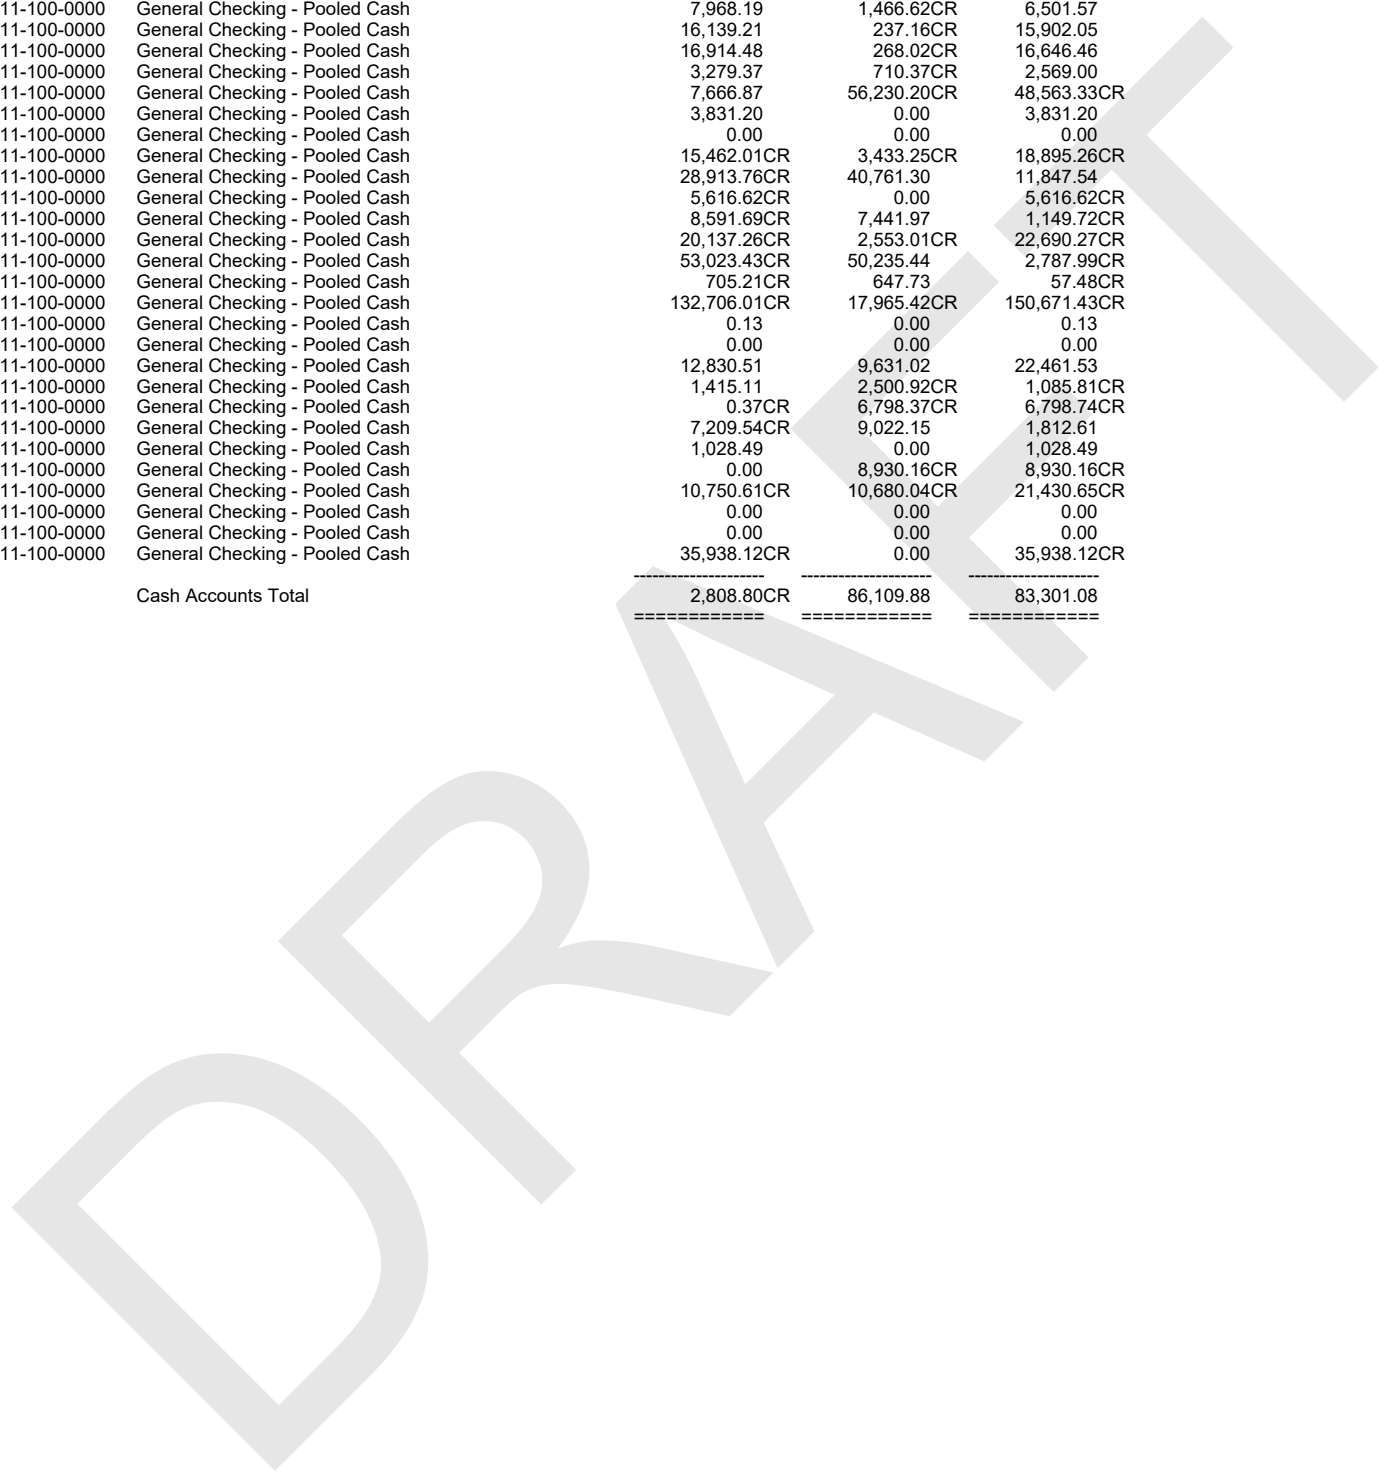 11-100-0000 General Checking - Pooled Cash 7,968.19 1,466.62CR 6,501.57
11-100-0000 General Checking - Pooled Cash 16,139.21 237.16CR 15,902.05
11-100-0000 General Checking - Pooled Cash 16,914.48 268.02CR 16,646.46
11-100-0000 General Checking - Pooled Cash 3,279.37 710.37CR 2,569.00
11-100-0000 General Checking - Pooled Cash 7,666.87 56,230.20CR 48,563.33CR
11-100-0000 General Checking - Pooled Cash 3,831.20 0.00 3,831.20
11-100-0000 General Checking - Pooled Cash 0.00 0.00 0.00
11-100-0000 General Checking - Pooled Cash 15,462.01CR 3,433.25CR 18,895.26CR
11-100-0000 General Checking - Pooled Cash 28,913.76CR 40,761.30 11,847.54
11-100-0000 General Checking - Pooled Cash 5,616.62CR 0.00 5,616.62CR
11-100-0000 General Checking - Pooled Cash 8,591.69CR 7,441.97 1,149.72CR
11-100-0000 General Checking - Pooled Cash 20,137.26CR 2,553.01CR 22,690.27CR
11-100-0000 General Checking - Pooled Cash 53,023.43CR 50,235.44 2,787.99CR
11-100-0000 General Checking - Pooled Cash 705.21CR 647.73 57.48CR
11-100-0000 General Checking - Pooled Cash 132,706.01CR 17,965.42CR 150,671.43CR
11-100-0000 General Checking - Pooled Cash 0.13 0.00 0.13
11-100-0000 General Checking - Pooled Cash 0.00 0.00 0.00
11-100-0000 General Checking - Pooled Cash 12,830.51 9,631.02 22,461.53
11-100-0000 General Checking - Pooled Cash 1,415.11 2,500.92CR 1,085.81CR
11-100-0000 General Checking - Pooled Cash 0.37CR 6,798.37CR 6,798.74CR
11-100-0000 General Checking - Pooled Cash 7,209.54CR 9,022.15 1,812.61
11-100-0000 General Checking - Pooled Cash 1,028.49 0.00 1,028.49
11-100-0000 General Checking - Pooled Cash 0.00 8,930.16CR 8,930.16CR
11-100-0000 General Checking - Pooled Cash 10,750.61CR 10,680.04CR 21,430.65CR
11-100-0000 General Checking - Pooled Cash 0.00 0.00 0.00
11-100-0000 General Checking - Pooled Cash 0.00 0.00 0.00
11-100-0000 General Checking - Pooled Cash 35,938.12CR 0.00 35,938.12CR
--------------------- --------------------- ---------------------
Cash Accounts Total 2,808.80CR 86,109.88 83,301.08
============ ============ ============
DRAFT